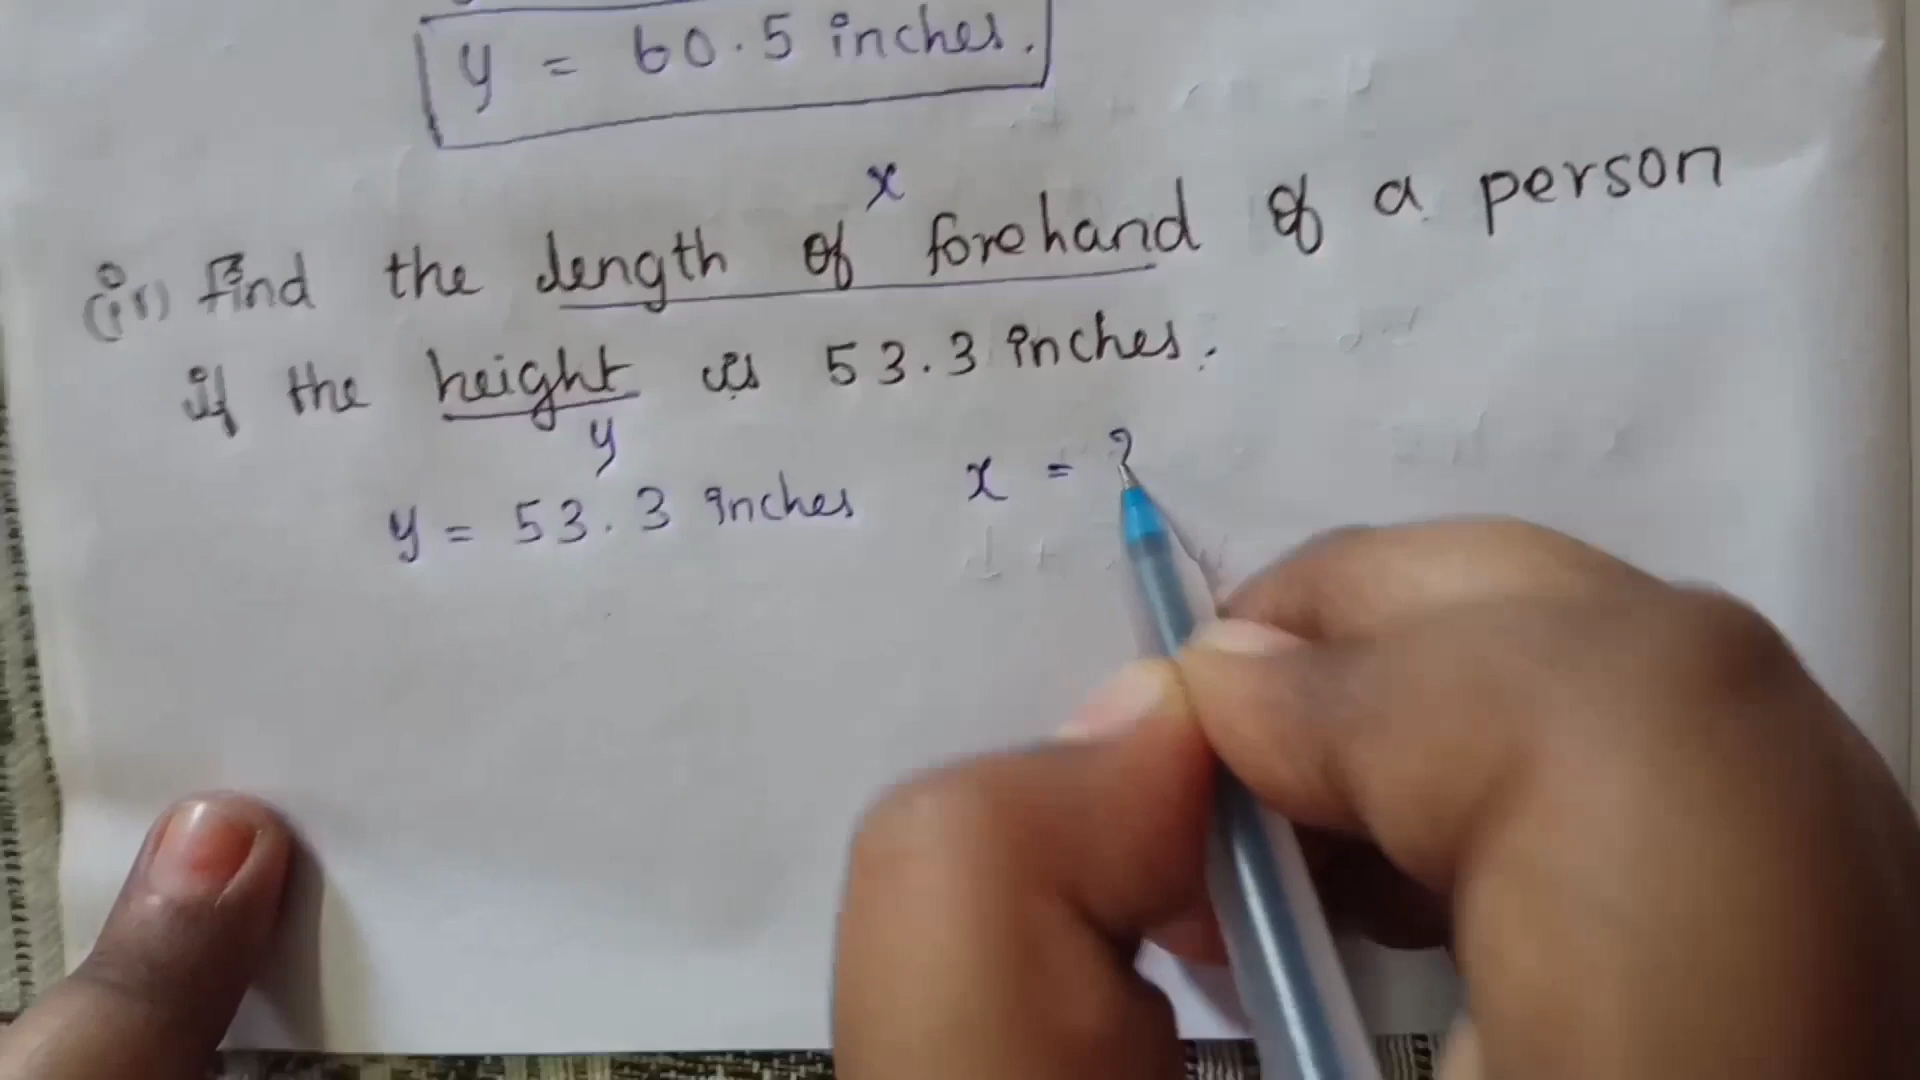 y = 60.5 inches.
x
(iv) Find the length of forehand of a person
if the height is 53.3 inches.
y
y = 53.3 inches x = ?